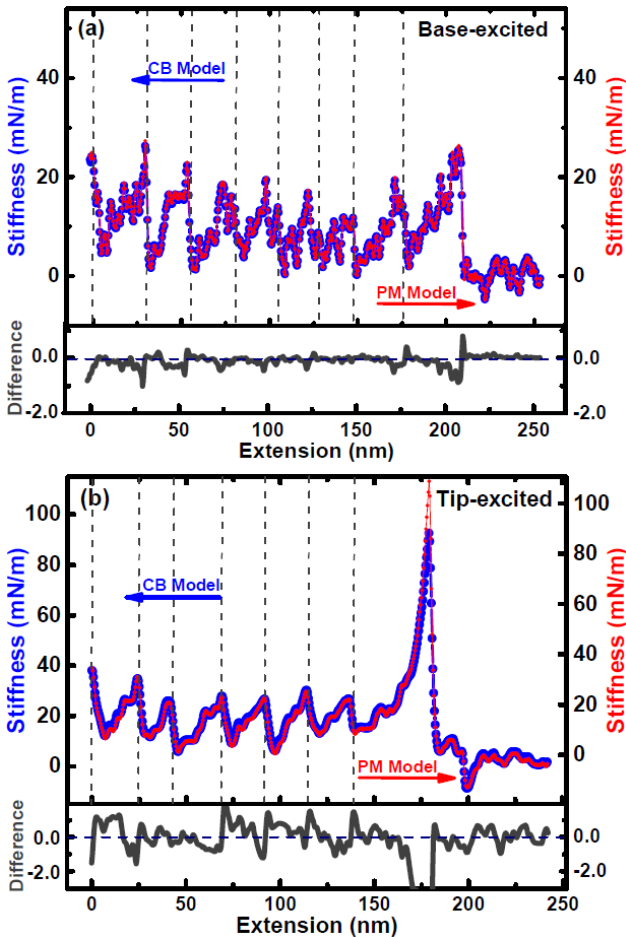 (a)
Base-excited
CB Model
PM Model
Stiffness (mN/m)
40
20
0
Stiffness (mN/m)
40
20
0
Difference
0.0
-2.0
0.0
-2.0
0 50 100 150 200 250
Extension (nm)
(b)
Tip-excited
CB Model
PM Model
Stiffness (mN/m)
100
80
60
40
20
0
Stiffness (mN/m)
100
80
60
40
20
0
Difference
0.0
-2.0
0.0
-2.0
0 50 100 150 200 250
Extension (nm)